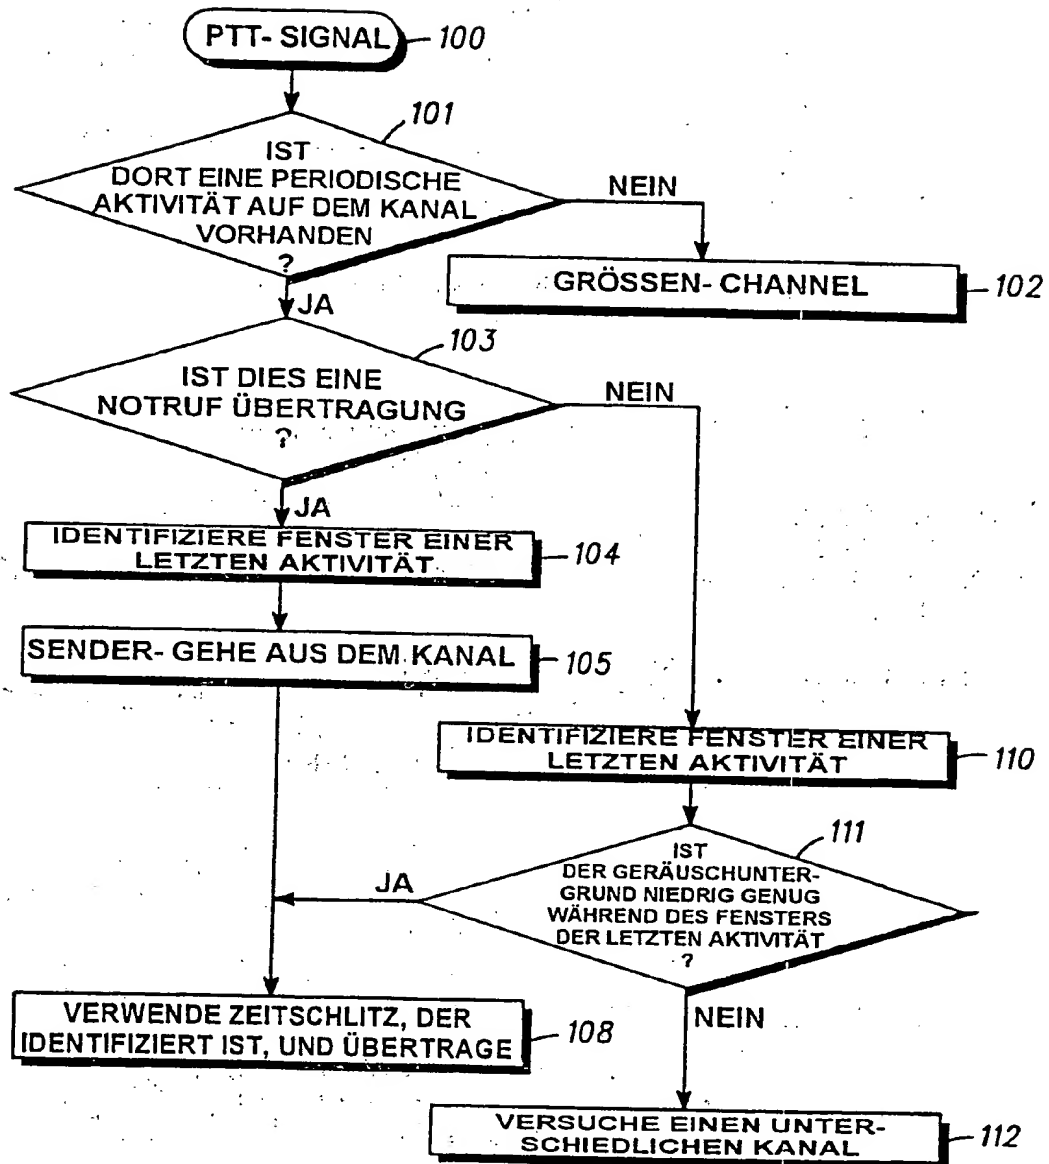 PTT- SIGNAL
100
101
IST
DORT EINE PERIODISCHE
AKTIVITÄT AUF DEM KANAL
VORHANDEN
?
NEIN
GRÖSSEN- CHANNEL
102
JA
103
IST DIES EINE
NOTRUF ÜBERTRAGUNG
?
NEIN
JA
IDENTIFIZIERE FENSTER EINER
LETZTEN AKTIVITÄT
104
SENDER- GEHE AUS DEM KANAL
105
IDENTIFIZIERE FENSTER EINER
LETZTEN AKTIVITÄT
110
111
IST
DER GERÄUSCHUNTER-
GRUND NIEDRIG GENUG
WÄHREND DES FENSTERS
DER LETZTEN AKTIVITÄT
?
JA
NEIN
VERWENDE ZEITSCHLITZ, DER
IDENTIFIZIERT IST, UND ÜBERTRAGE
108
VERSUCHE EINEN UNTER-
SCHIEDLICHEN KANAL
112